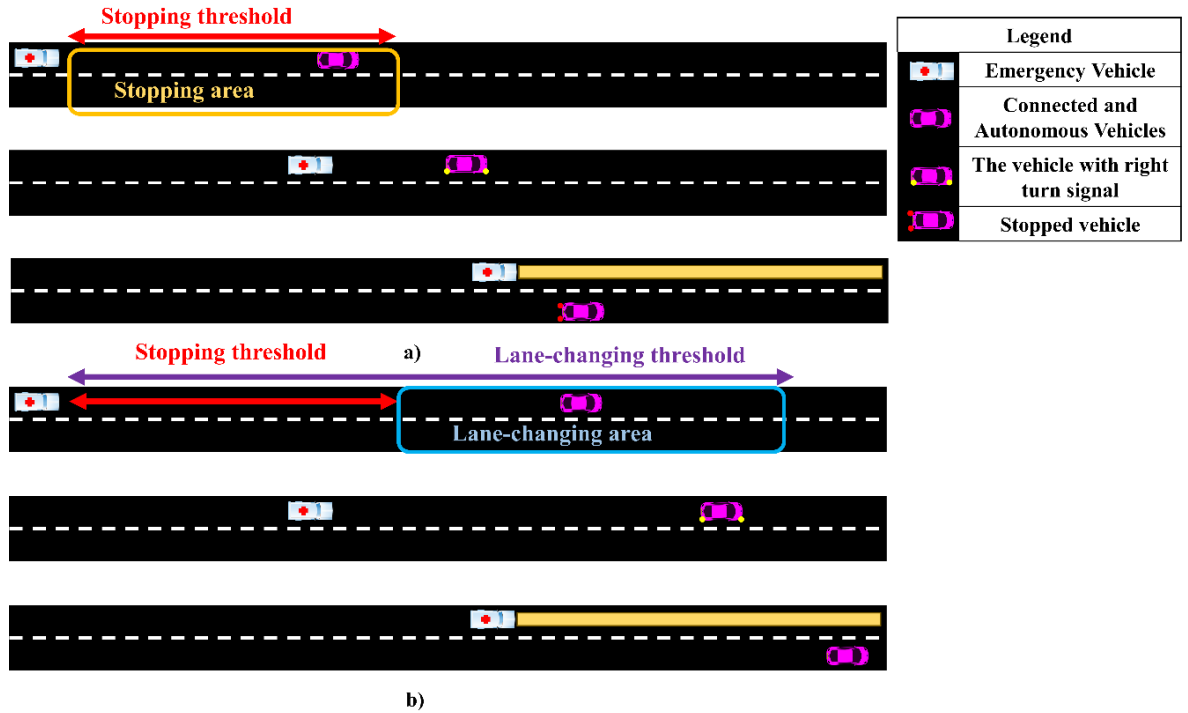 Stopping threshold
Stopping area
a)
Stopping threshold
Lane-changing threshold
Lane-changing area
b)
Legend
Emergency Vehicle
Connected and
Autonomous Vehicles
The vehicle with right
turn signal
Stopped vehicle